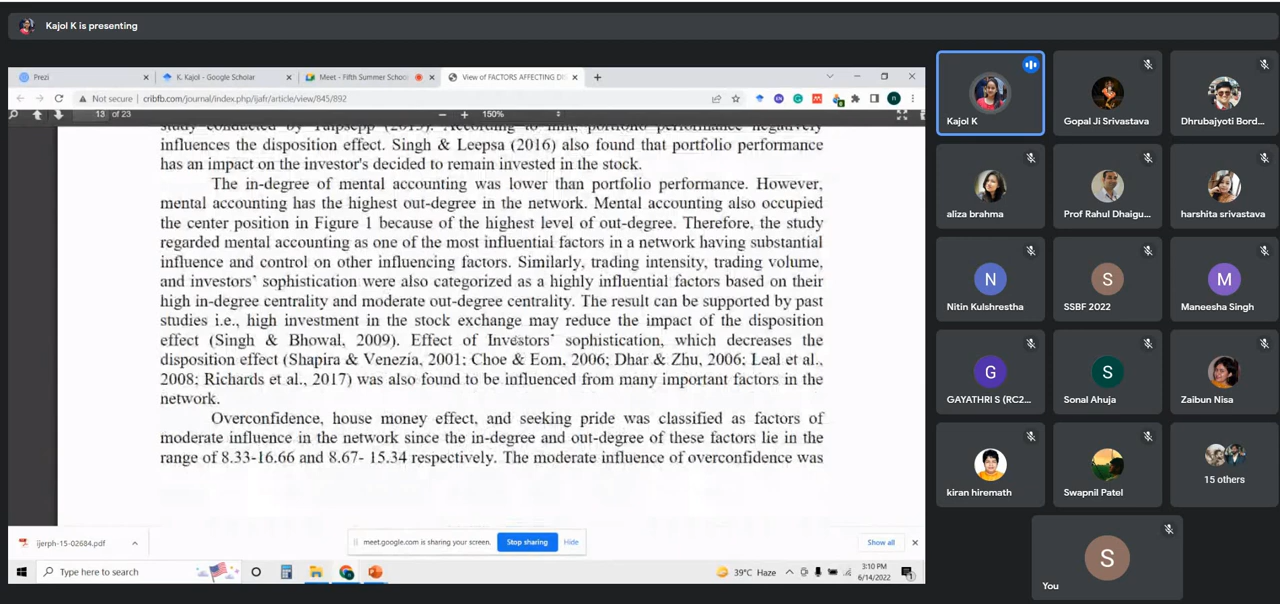 Kajol K is presenting
Prezi
K. Kajol - Google Scholar
Meet - Fifth Summer School
View of FACTORS AFFECTING DIS
Not secure | cribfb.com/journal/index.php/ijafr/article/view/845/892
13 of 23
150%
study conducted by Talpsepp (2013). According to him, portfolio performance negatively
influences the disposition effect. Singh & Leepsa (2016) also found that portfolio performance
has an impact on the investor's decided to remain invested in the stock.
The in-degree of mental accounting was lower than portfolio performance. However,
mental accounting has the highest out-degree in the network. Mental accounting also occupied
the center position in Figure 1 because of the highest level of out-degree. Therefore, the study
regarded mental accounting as one of the most influential factors in a network having substantial
influence and control on other influencing factors. Similarly, trading intensity, trading volume,
and investors' sophistication were also categorized as a highly influential factors based on their
high in-degree centrality and moderate out-degree centrality. The result can be supported by past
studies i.e., high investment in the stock exchange may reduce the impact of the disposition
effect (Singh & Bhowal, 2009). Effect of Investors' sophistication, which decreases the
disposition effect (Shapira & Venezia, 2001; Choe & Eom, 2006; Dhar & Zhu, 2006; Leal et al.,
2008; Richards et al., 2017) was also found to be influenced from many important factors in the
network.
Overconfidence, house money effect, and seeking pride was classified as factors of
moderate influence in the network since the in-degree and out-degree of these factors lie in the
range of 8.33-16.66 and 8.67- 15.34 respectively. The moderate influence of overconfidence was
ijerph-15-02684.pdf
meet.google.com is sharing your screen.
Stop sharing
Hide
Show all
Type here to search
39°C Haze
3:10 PM
6/14/2022
Kajol K
Gopal Ji Srivastava
Dhrubajyoti Bord...
aliza brahma
Prof Rahul Dhaigu...
harshita srivastava
N
Nitin Kulshrestha
S
SSBF 2022
M
Maneesha Singh
G
GAYATHRI S (RC2...
S
Sonal Ahuja
Zaibun Nisa
kiran hiremath
Swapnil Patel
15 others
S
You